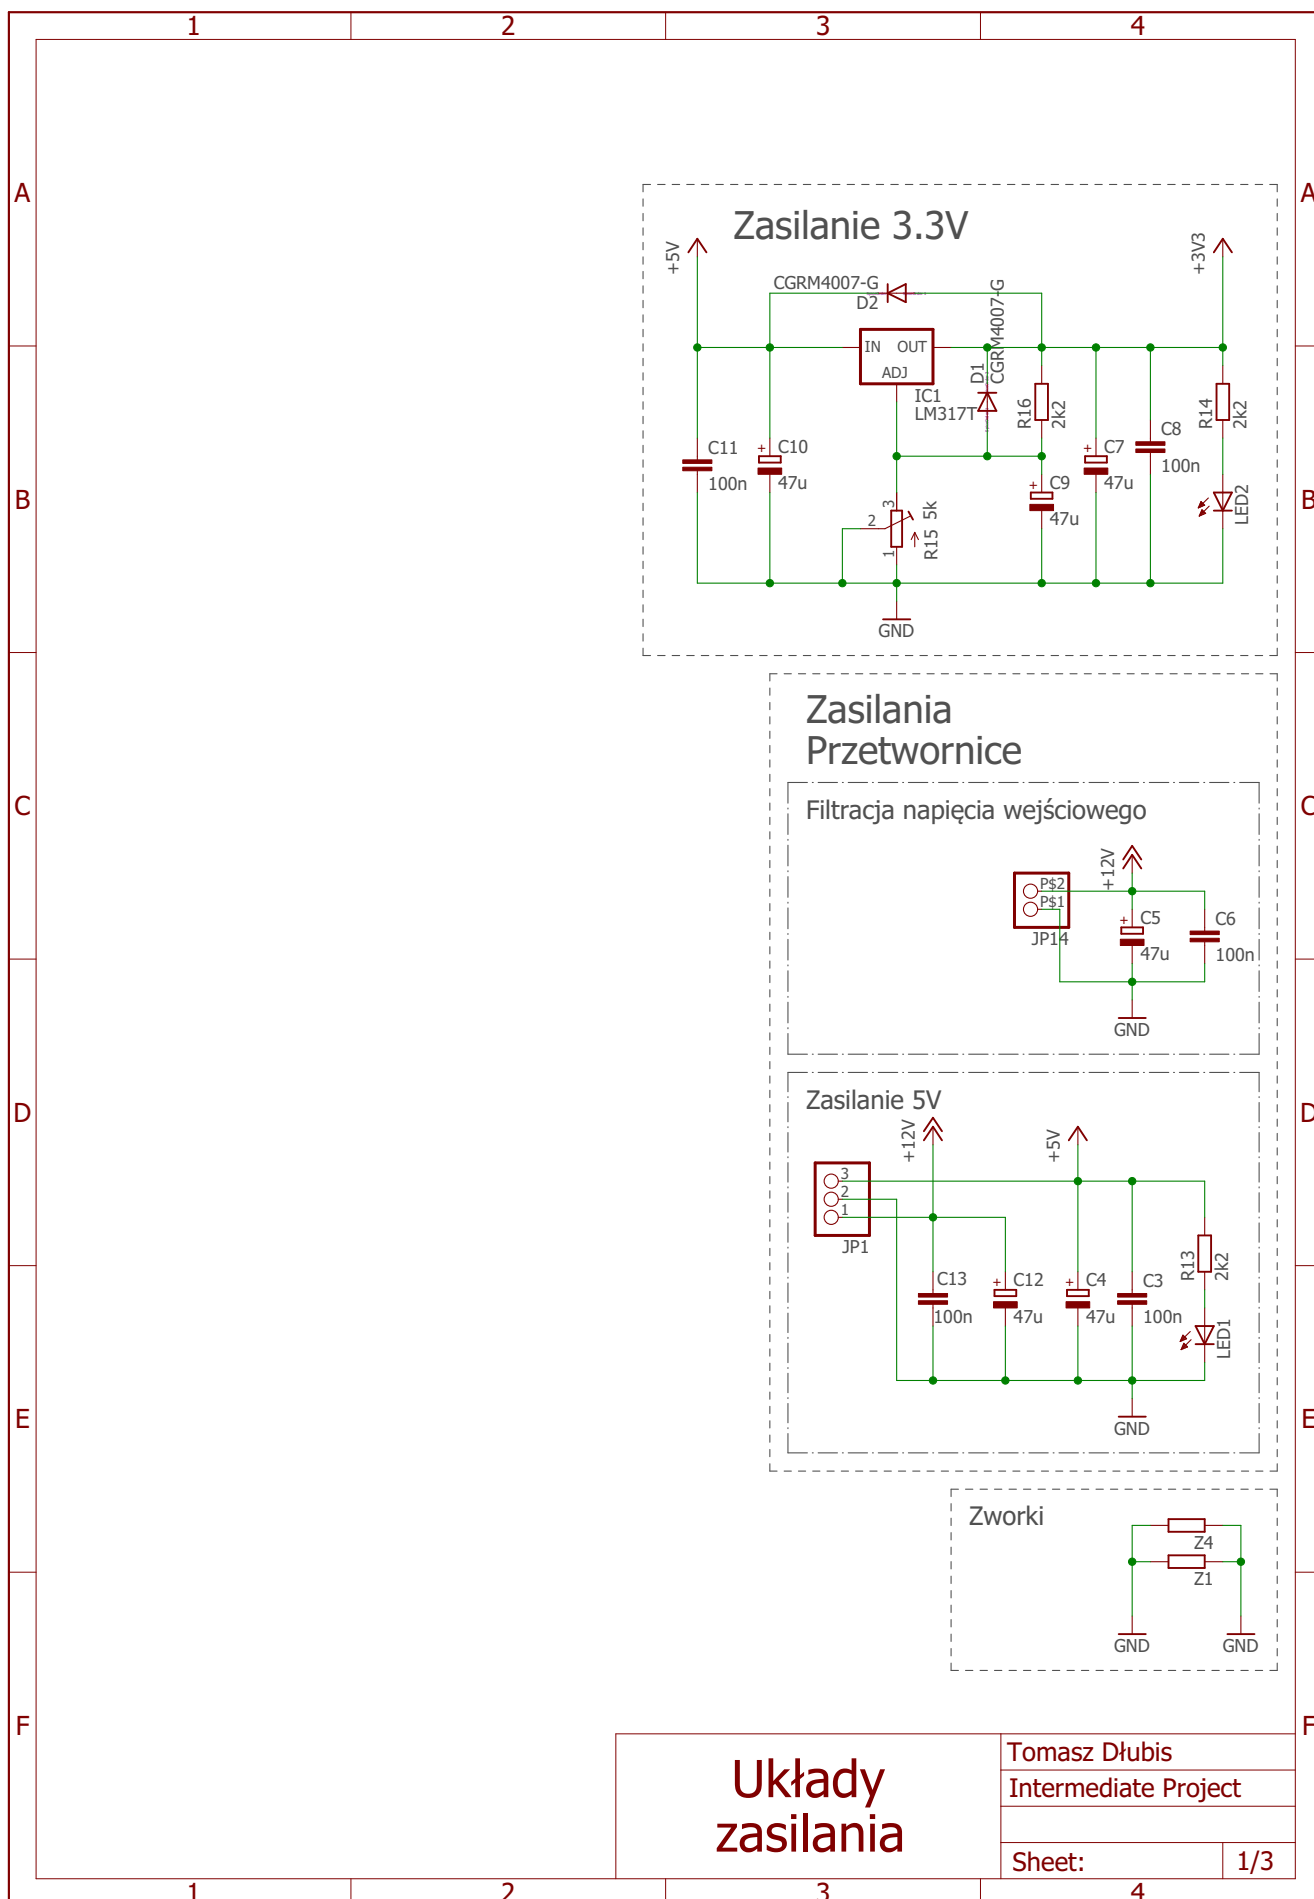 1 2 3 4
A A
Zasilanie 3.3V
+5V
+3V3
CGRM4007-G
D2
IN OUT
ADJ
IC1
LM317T
D1
CGRM4007-G
R16
2k2
R14
2k2
C11
100n
+ C10
47u
+ C7
47u
C8
100n
+ C9
47u
LED2
3
2
1
R15 5k
GND
B B
Zasilania
Przetwornice
C C
Filtracja napięcia wejściowego
+12V
P$2
P$1
JP14
+ C5
47u
C6
100n
GND
D D
Zasilanie 5V
+12V
+5V
3
2
1
JP1
R13
2k2
C13
100n
+ C12
47u
+ C4
47u
C3
100n
LED1
GND
E E
Zworki
Z4
Z1
GND GND
F F
Układy
zasilania
Tomasz Dłubis
Intermediate Project
Sheet: 1/3
1 2 3 4